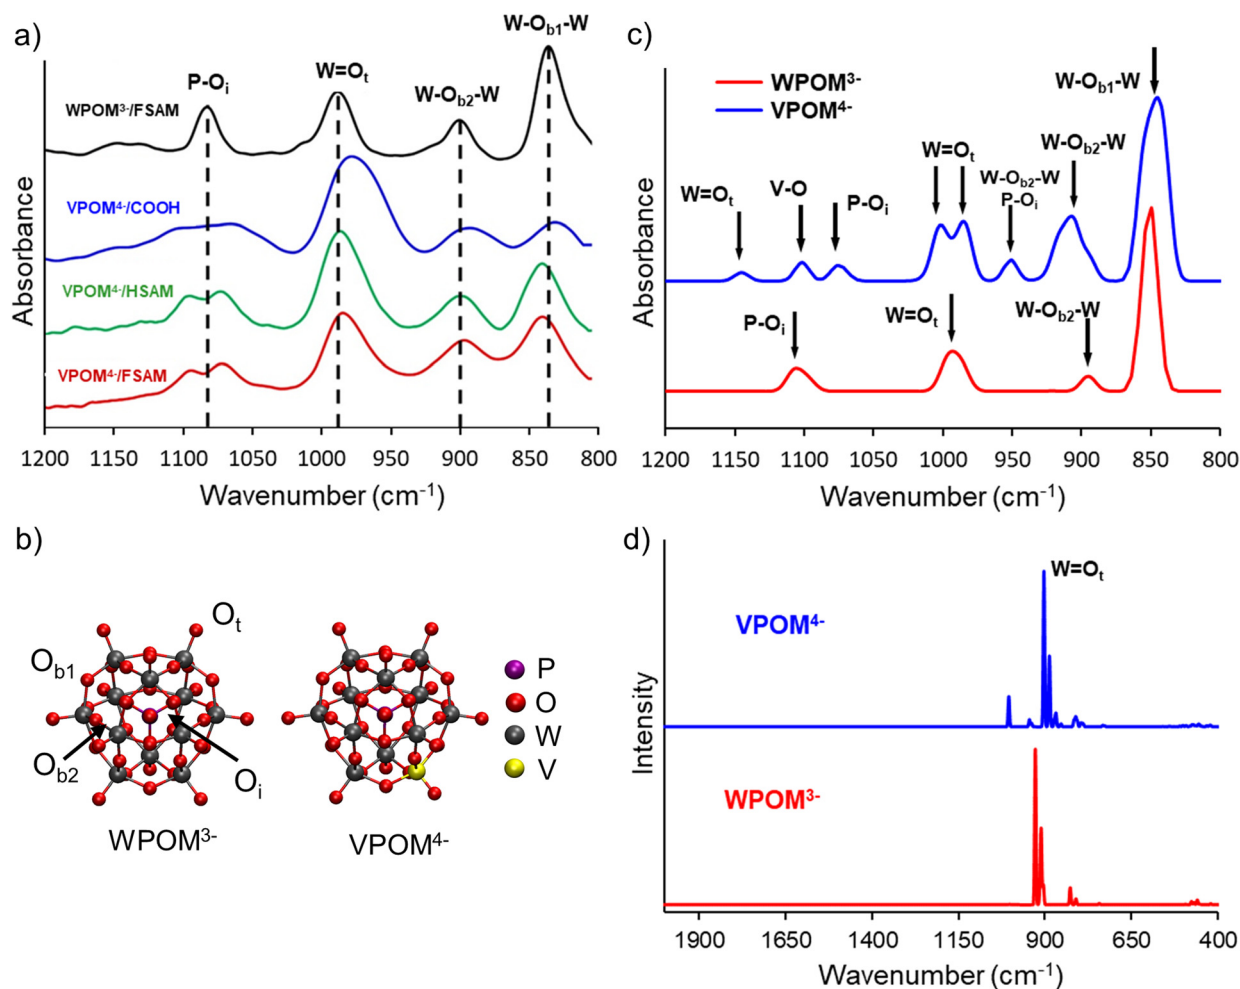 a)
W-Ob1-W
P-Oi
W=Ot
W-Ob2-W
WPOM3-/FSAM
VPOM4-/COOH
VPOM4-/HSAM
VPOM4-/FSAM
Absorbance
1200 1150 1100 1050 1000 950 900 850 800
Wavenumber (cm-1)
c)
WPOM3-
VPOM4-
W-Ob1-W
W=Ot
V-O
P-Oi
W=Ot
W-Ob2-W
P-Oi
W-Ob2-W
P-Oi
W=Ot
W-Ob2-W
Absorbance
1200 1150 1100 1050 1000 950 900 850 800
Wavenumber (cm-1)
b)
Ot
Ob1
Ob2
Oi
P
O
W
V
WPOM3-
VPOM4-
d)
W=Ot
VPOM4-
WPOM3-
Intensity
1900 1650 1400 1150 900 650 400
Wavenumber (cm-1)